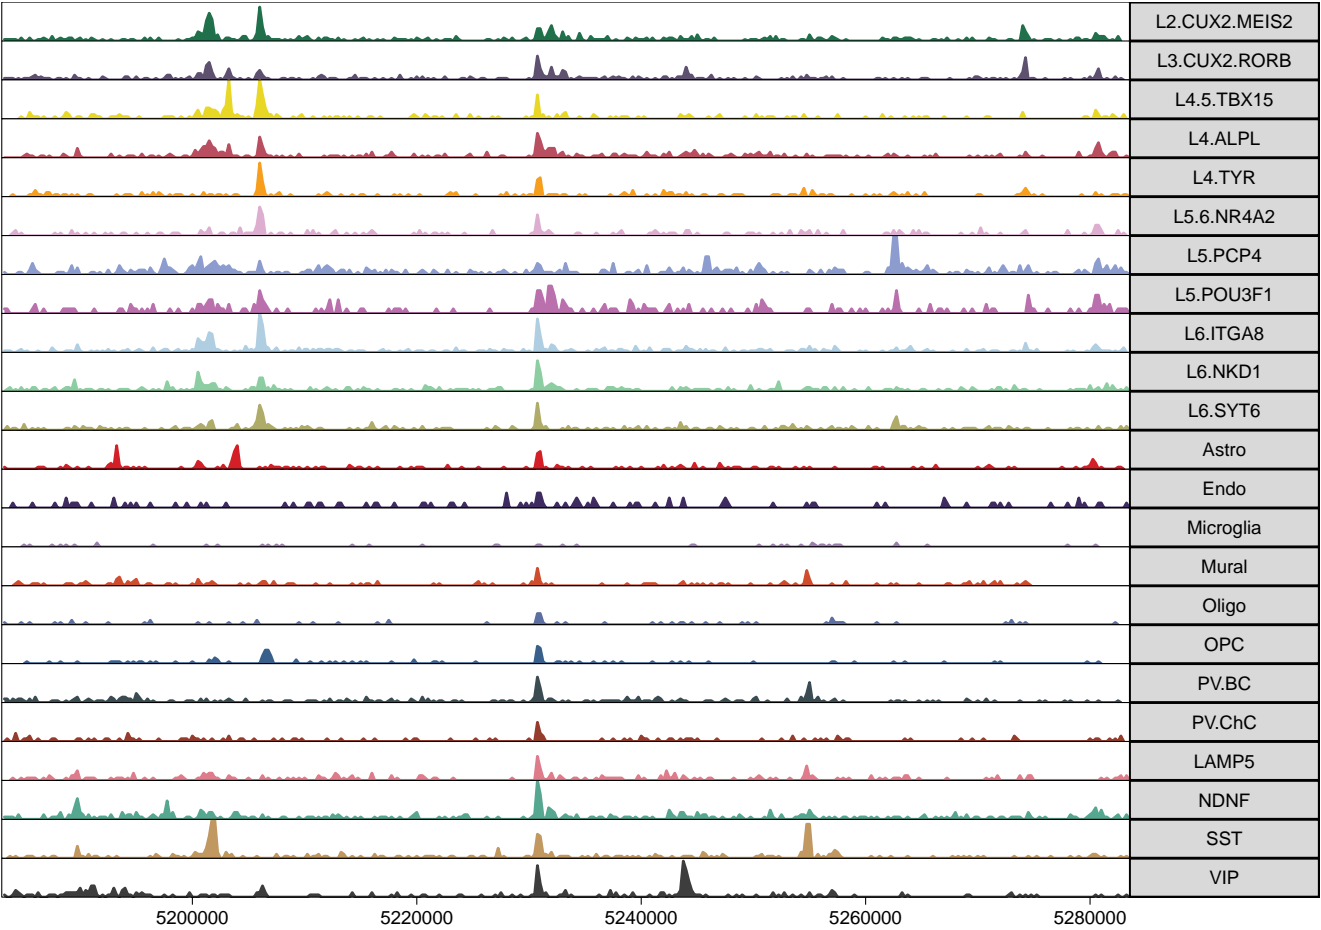 L2.CUX2.MEIS2
L3.CUX2.RORB
L4.5.TBX15
L4.ALPL
L4.TYR
L5.6.NR4A2
L5.PCP4
L5.POU3F1
L6.ITGA8
L6.NKD1
L6.SYT6
Astro
Endo
Microglia
Mural
Oligo
OPC
PV.BC
PV.ChC
LAMP5
NDNF
SST
VIP
5200000 5220000 5240000 5260000 5280000